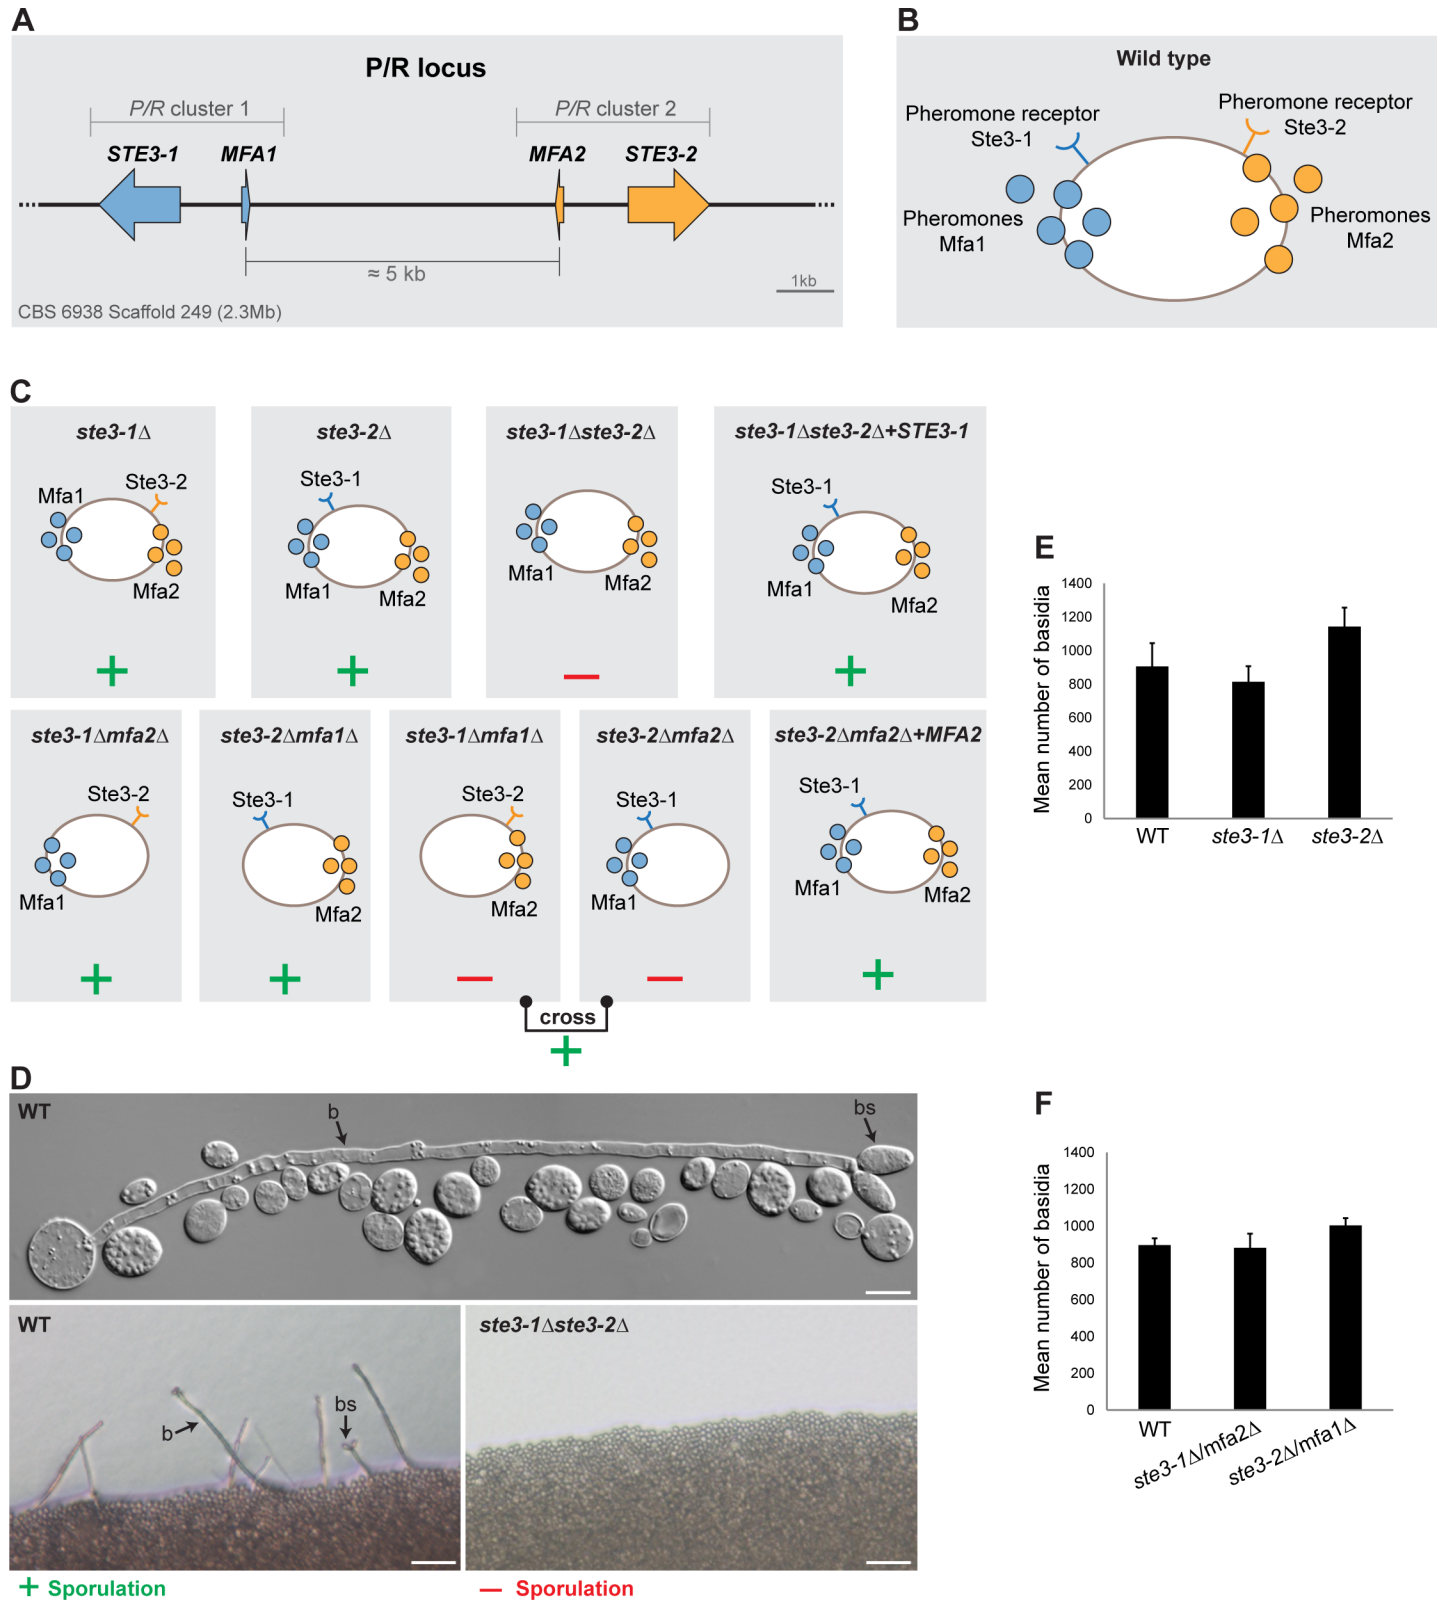 A
P/R locus
P/R cluster 1
P/R cluster 2
STE3-1
MFA1
MFA2
STE3-2
≈ 5 kb
1kb
CBS 6938 Scaffold 249 (2.3Mb)
B
Wild type
Pheromone receptor
Ste3-1
Pheromone receptor
Ste3-2
Pheromones
Mfa1
Pheromones
Mfa2
C
ste3-1Δ
Mfa1
Ste3-2
Mfa2
+
ste3-2Δ
Ste3-1
Mfa1
Mfa2
+
ste3-1Δste3-2Δ
Mfa1
Mfa2
—
ste3-1Δste3-2Δ+STE3-1
Ste3-1
Mfa1
Mfa2
+
ste3-1Δmfa2Δ
Ste3-2
Mfa1
+
ste3-2Δmfa1Δ
Ste3-1
Mfa2
+
ste3-1Δmfa1Δ
Ste3-2
Mfa2
—
ste3-2Δmfa2Δ
Ste3-1
Mfa1
—
ste3-2Δmfa2Δ+MFA2
Ste3-1
Mfa1
Mfa2
+
cross
+
D
WT
b
bs
WT
b
bs
ste3-1Δste3-2Δ
+ Sporulation
— Sporulation
E
Mean number of basidia
1400
1200
1000
800
600
400
200
0
WT
ste3-1Δ
ste3-2Δ
F
Mean number of basidia
1400
1200
1000
800
600
400
200
0
WT
ste3-1Δ/mfa2Δ
ste3-2Δ/mfa1Δ